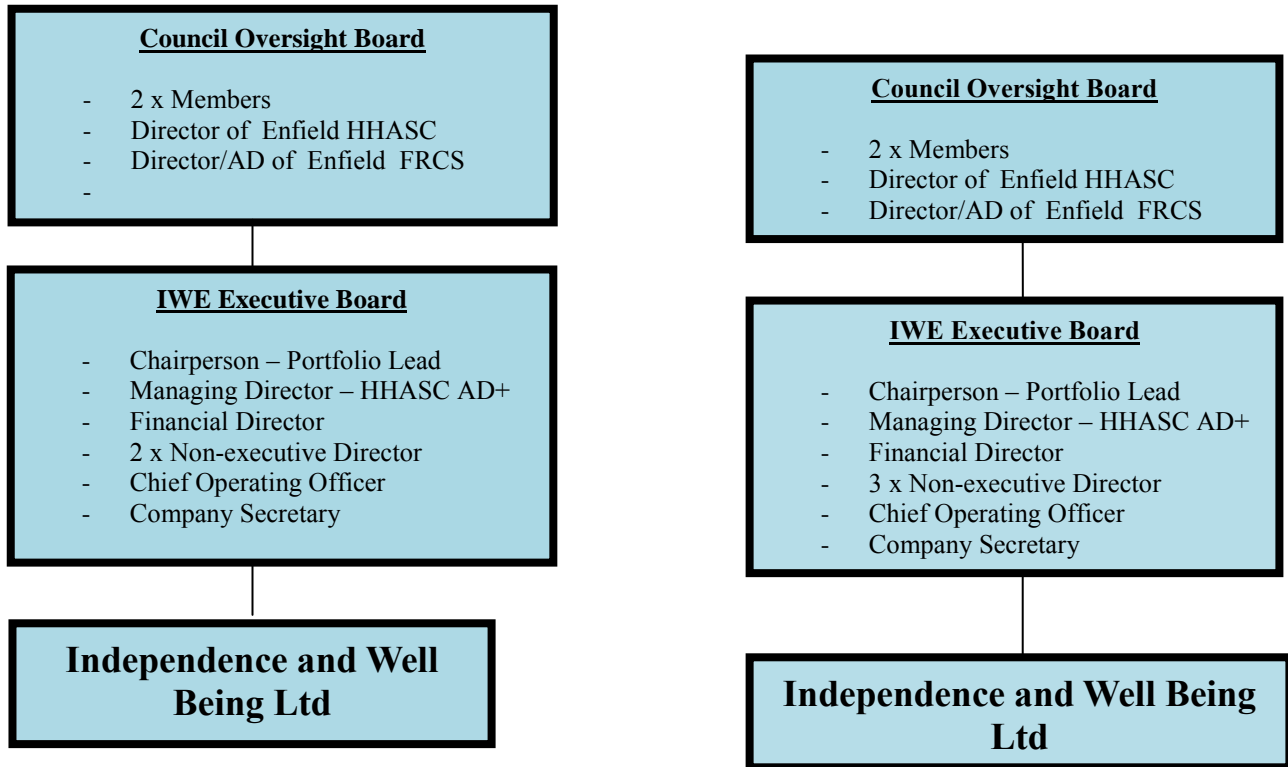 Council Oversight Board
- 2 x Members
- Director of Enfield HHASC
- Director/AD of Enfield FRCS
-
IWE Executive Board
- Chairperson – Portfolio Lead
- Managing Director – HHASC AD+
- Financial Director
- 2 x Non-executive Director
- Chief Operating Officer
- Company Secretary
Independence and Well
Being Ltd
Council Oversight Board
- 2 x Members
- Director of Enfield HHASC
- Director/AD of Enfield FRCS
IWE Executive Board
- Chairperson – Portfolio Lead
- Managing Director – HHASC AD+
- Financial Director
- 3 x Non-executive Director
- Chief Operating Officer
- Company Secretary
Independence and Well Being
Ltd